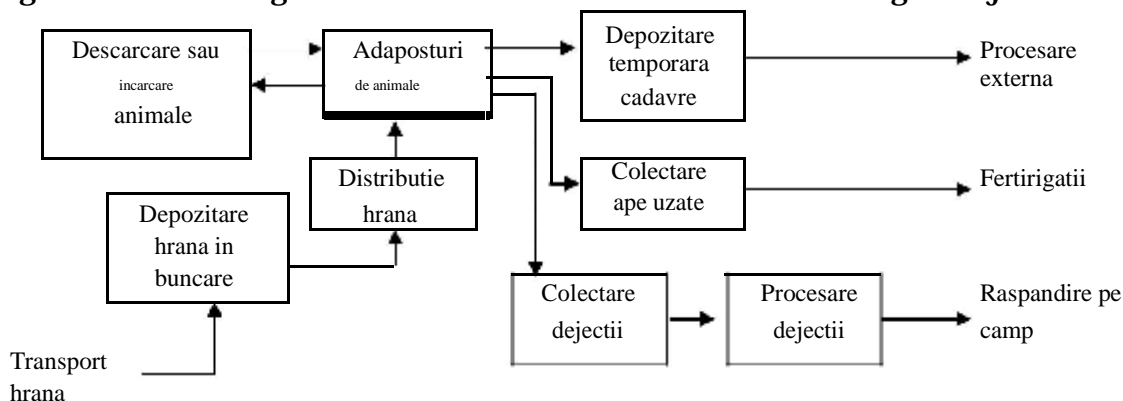 Descarcare sau
incarcare
animale
Adaposturi
de animale
Depozitare
temporara
cadavre
Procesare
externa
Distributie
hrana
Colectare
ape uzate
Fertirigatii
Depozitare
hrana in
buncare
Colectare
dejectii
Procesare
dejectii
Raspandire pe
camp
Transport
hrana